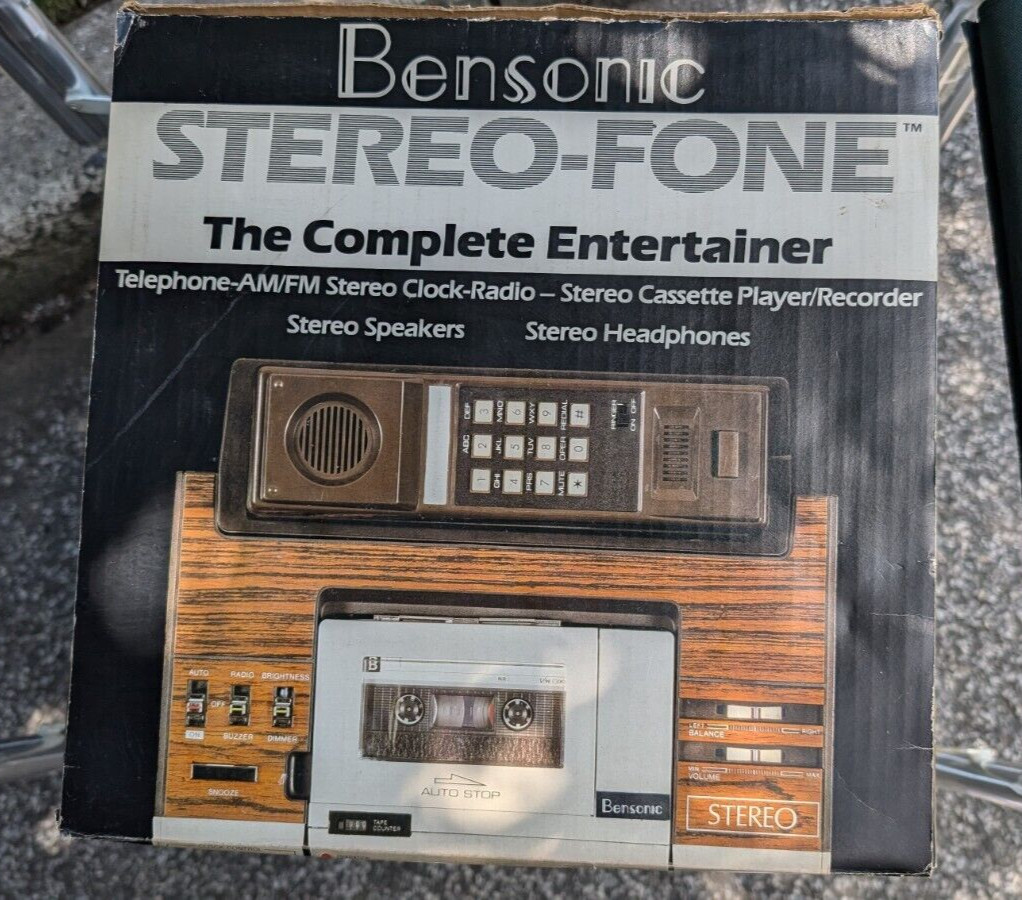 Bensonic
STEREO-FONE™
The Complete Entertainer
Telephone-AM/FM Stereo Clock-Radio – Stereo Cassette Player/Recorder
Stereo Speakers Stereo Headphones
DEF MNO WXY REDIAL
3 6 9 #
ABC JKL TUV OPER
2 5 8 0
GHI PRS MUTE
1 4 7 *
RINGER
ON OFF
B
AUTO RADIO BRIGHTNESS
OFF
ON BUZZER DIMMER
SNOOZE
AUTO STOP
TAPE
COUNTER
Bensonic
LEFT RIGHT
BALANCE
MIN MAX
VOLUME
STEREO